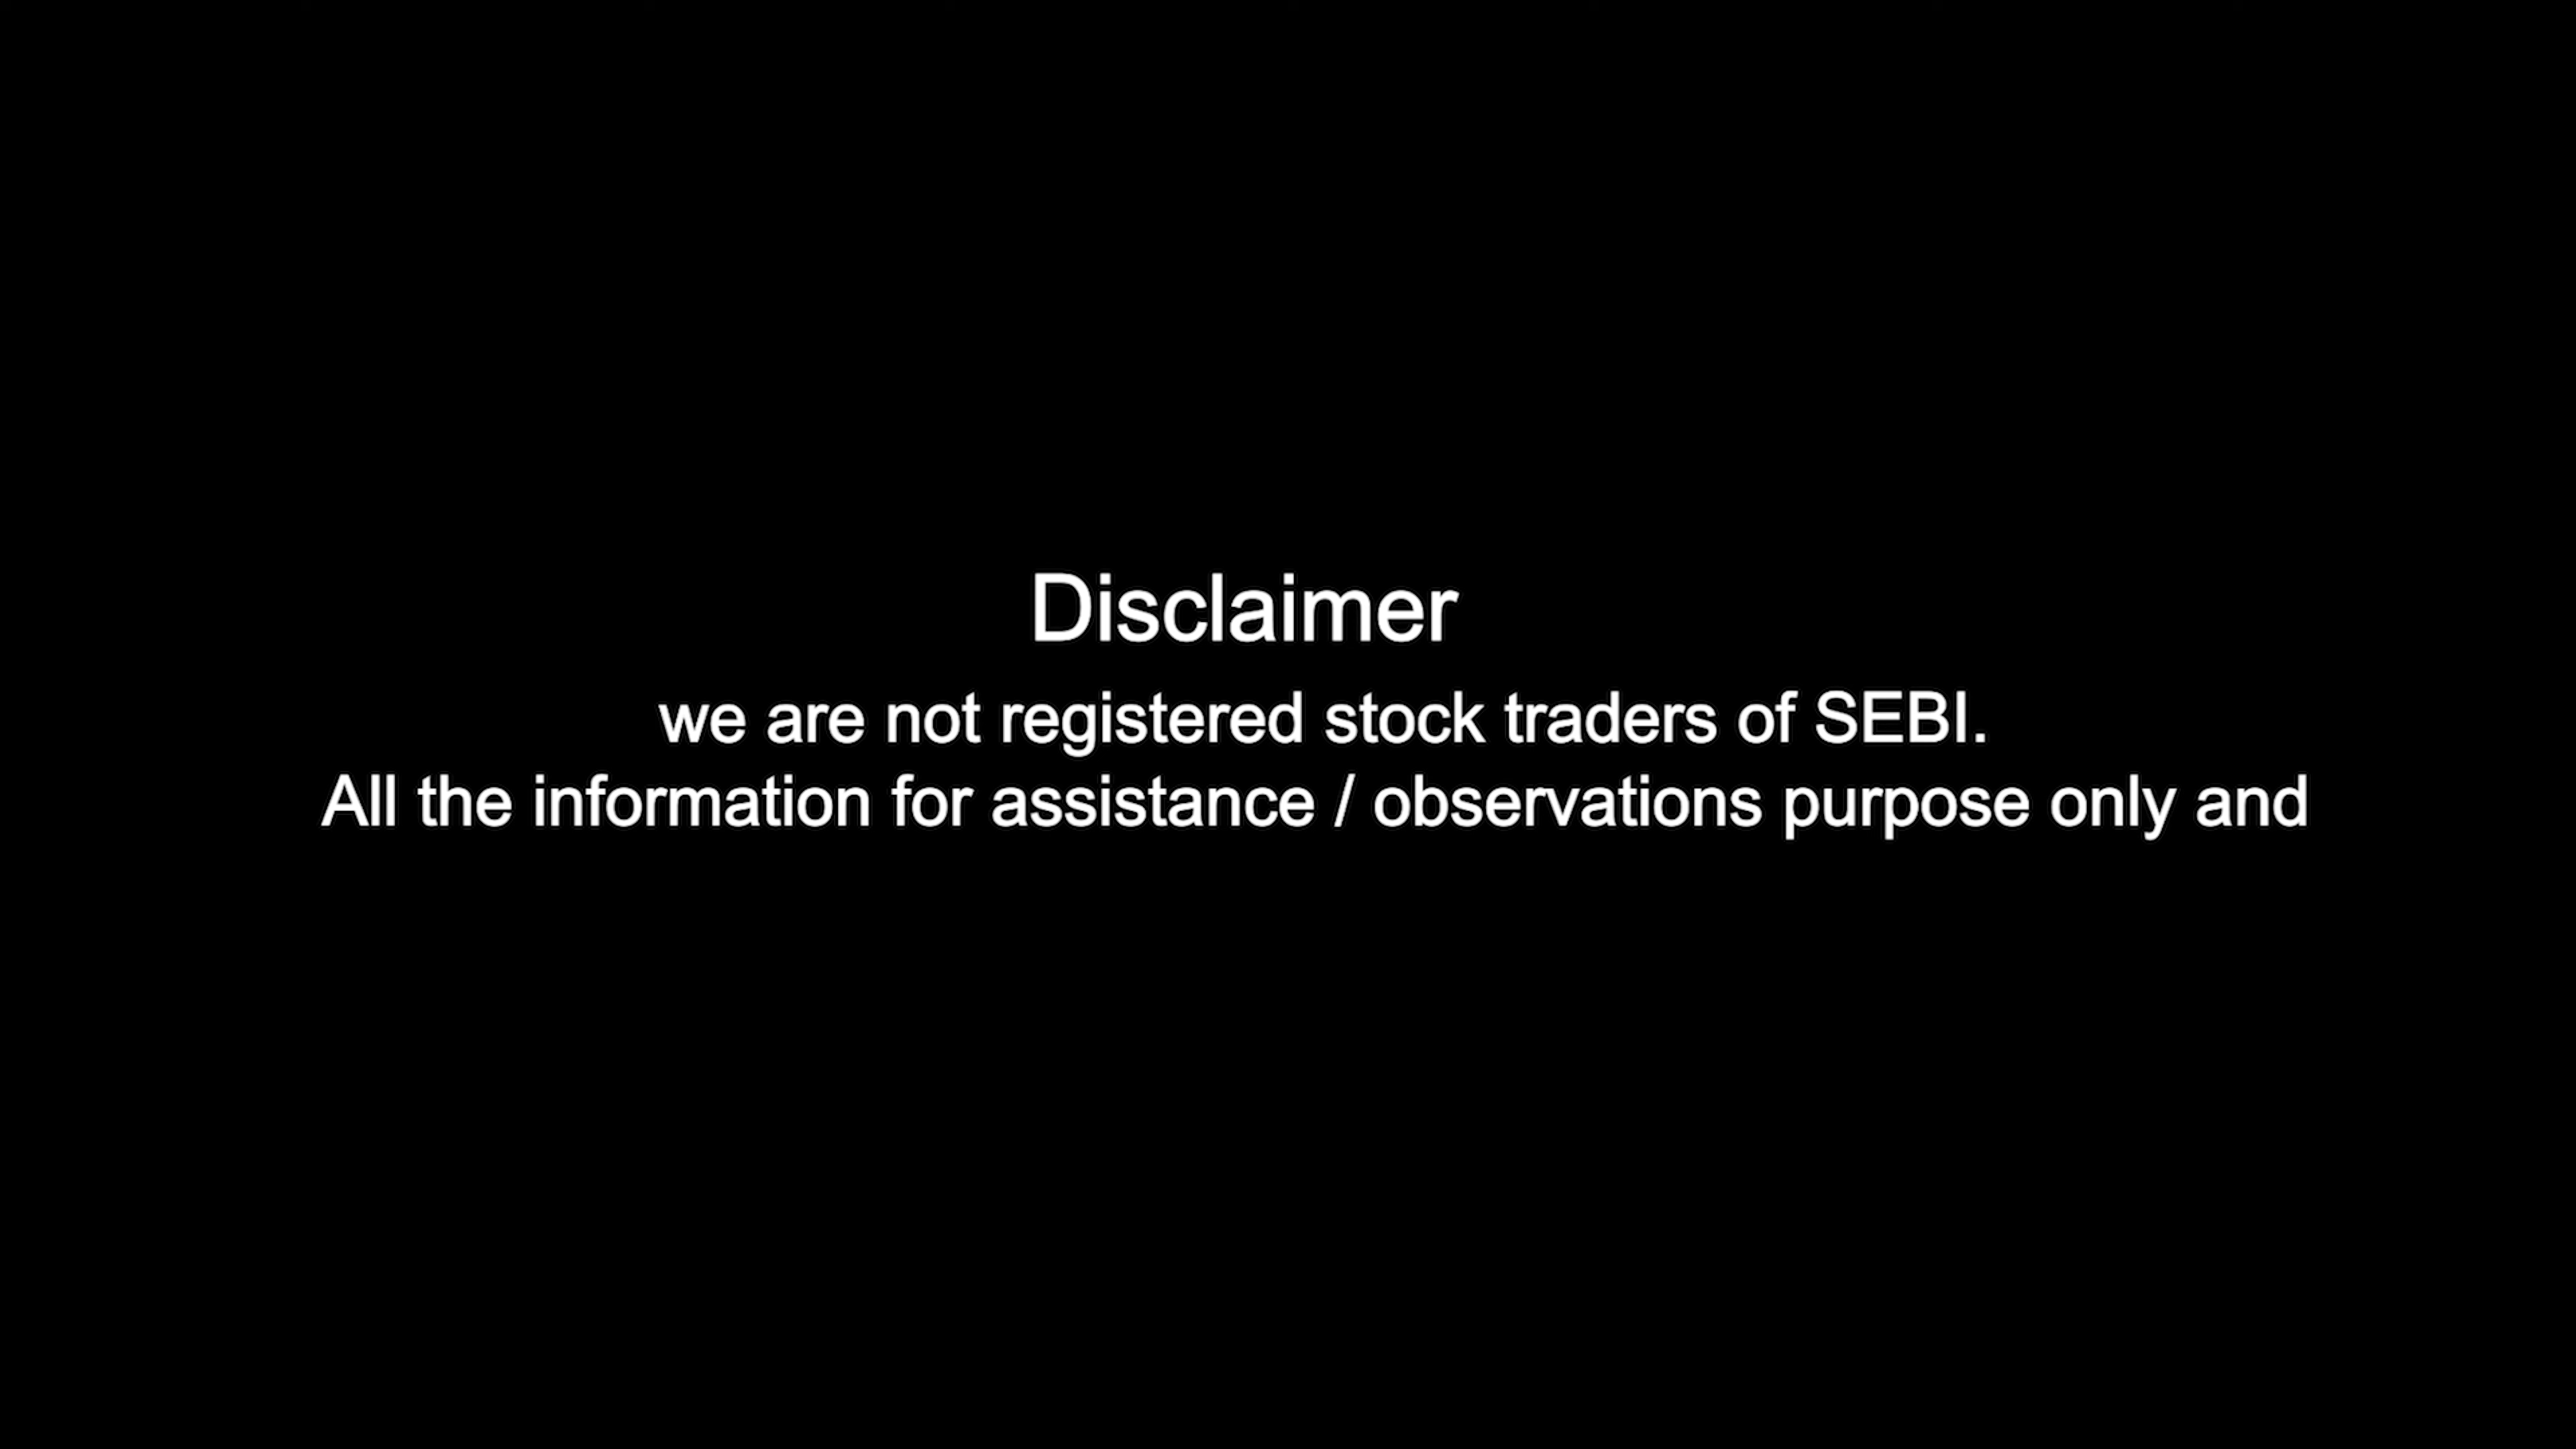 Disclaimer
we are not registered stock traders of SEBI.
All the information for assistance / observations purpose only and